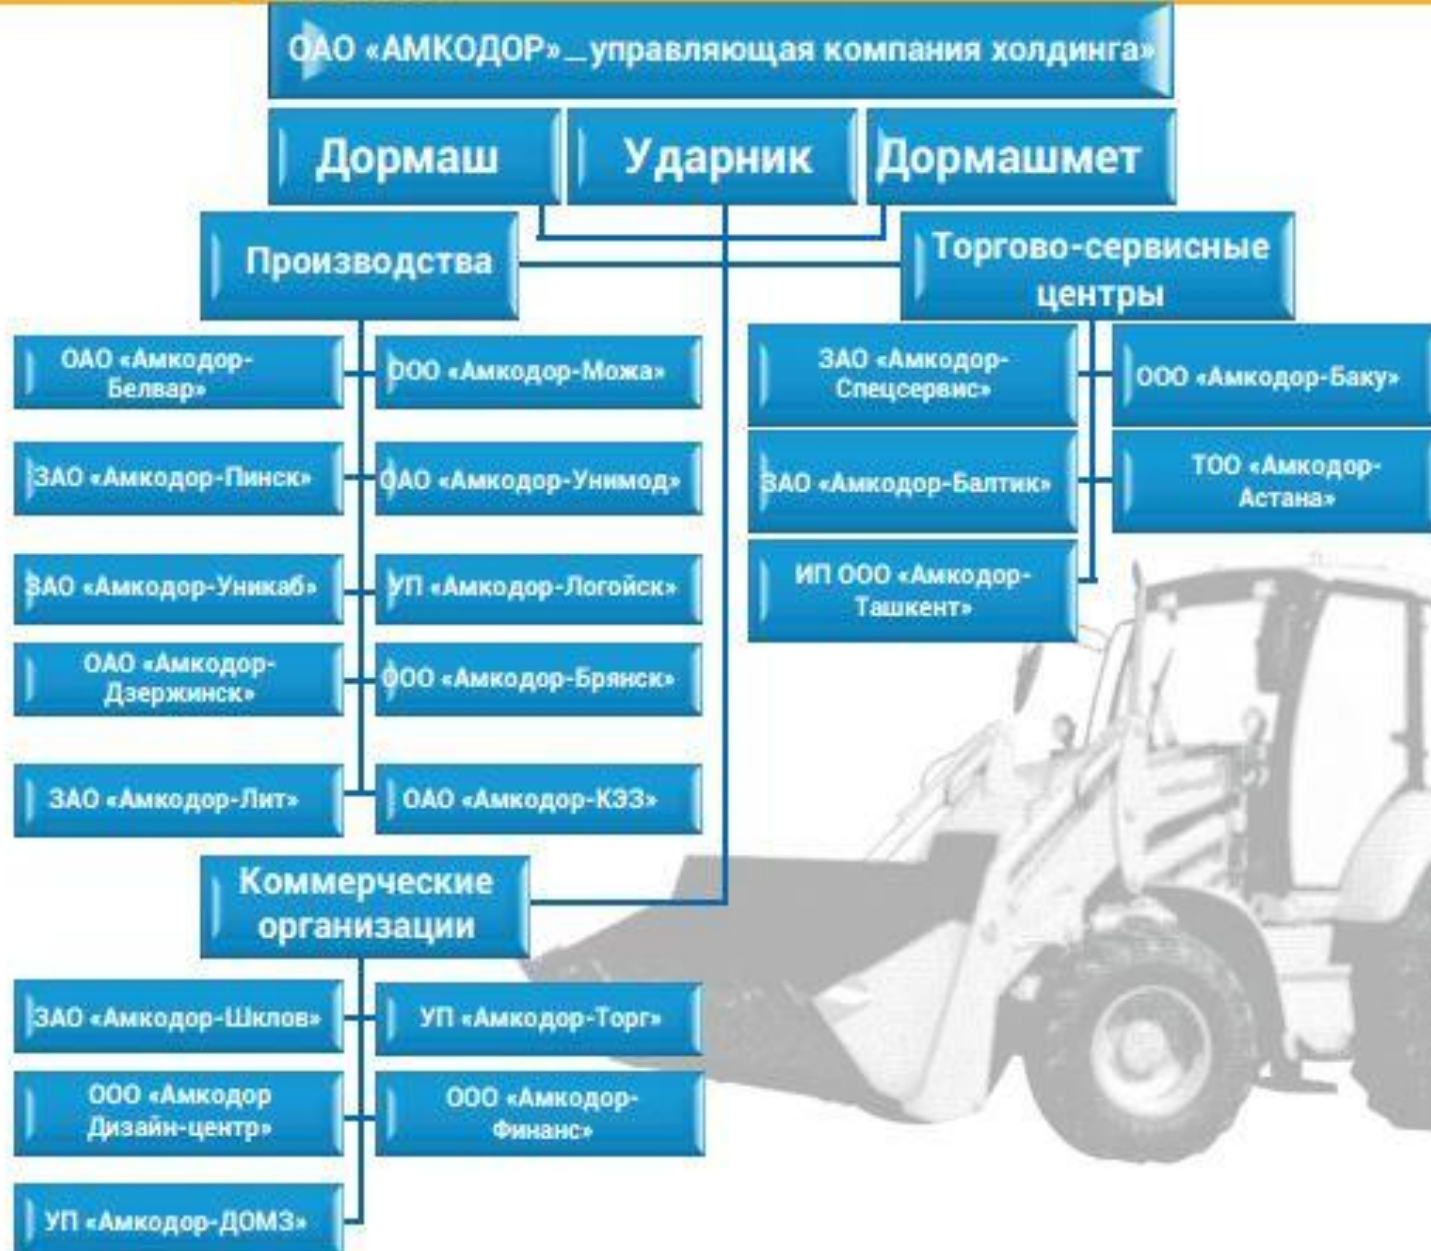 ОАО «АМКОДОР»_управляющая компания холдинга»
Дормаш
Ударник
Дормашмет
Производства
Торгово-сервисные
центры
ОАО «Амкодор-
Белвар»
ООО «Амкодор-Можа»
ЗАО «Амкодор-
Спецсервис»
ООО «Амкодор-Баку»
ЗАО «Амкодор-Пинск»
ОАО «Амкодор-Унимод»
ЗАО «Амкодор-Балтик»
ТОО «Амкодор-
Астана»
ЗАО «Амкодор-Уникаб»
УП «Амкодор-Логойск»
ИП ООО «Амкодор-
Ташкент»
ОАО «Амкодор-
Дзержинск»
ООО «Амкодор-Брянск»
ЗАО «Амкодор-Лит»
ОАО «Амкодор-КЭЗ»
Коммерческие
организации
ЗАО «Амкодор-Шклов»
УП «Амкодор-Торг»
ООО «Амкодор
Дизайн-центр»
ООО «Амкодор-
Финанс»
УП «Амкодор-ДОМЗ»